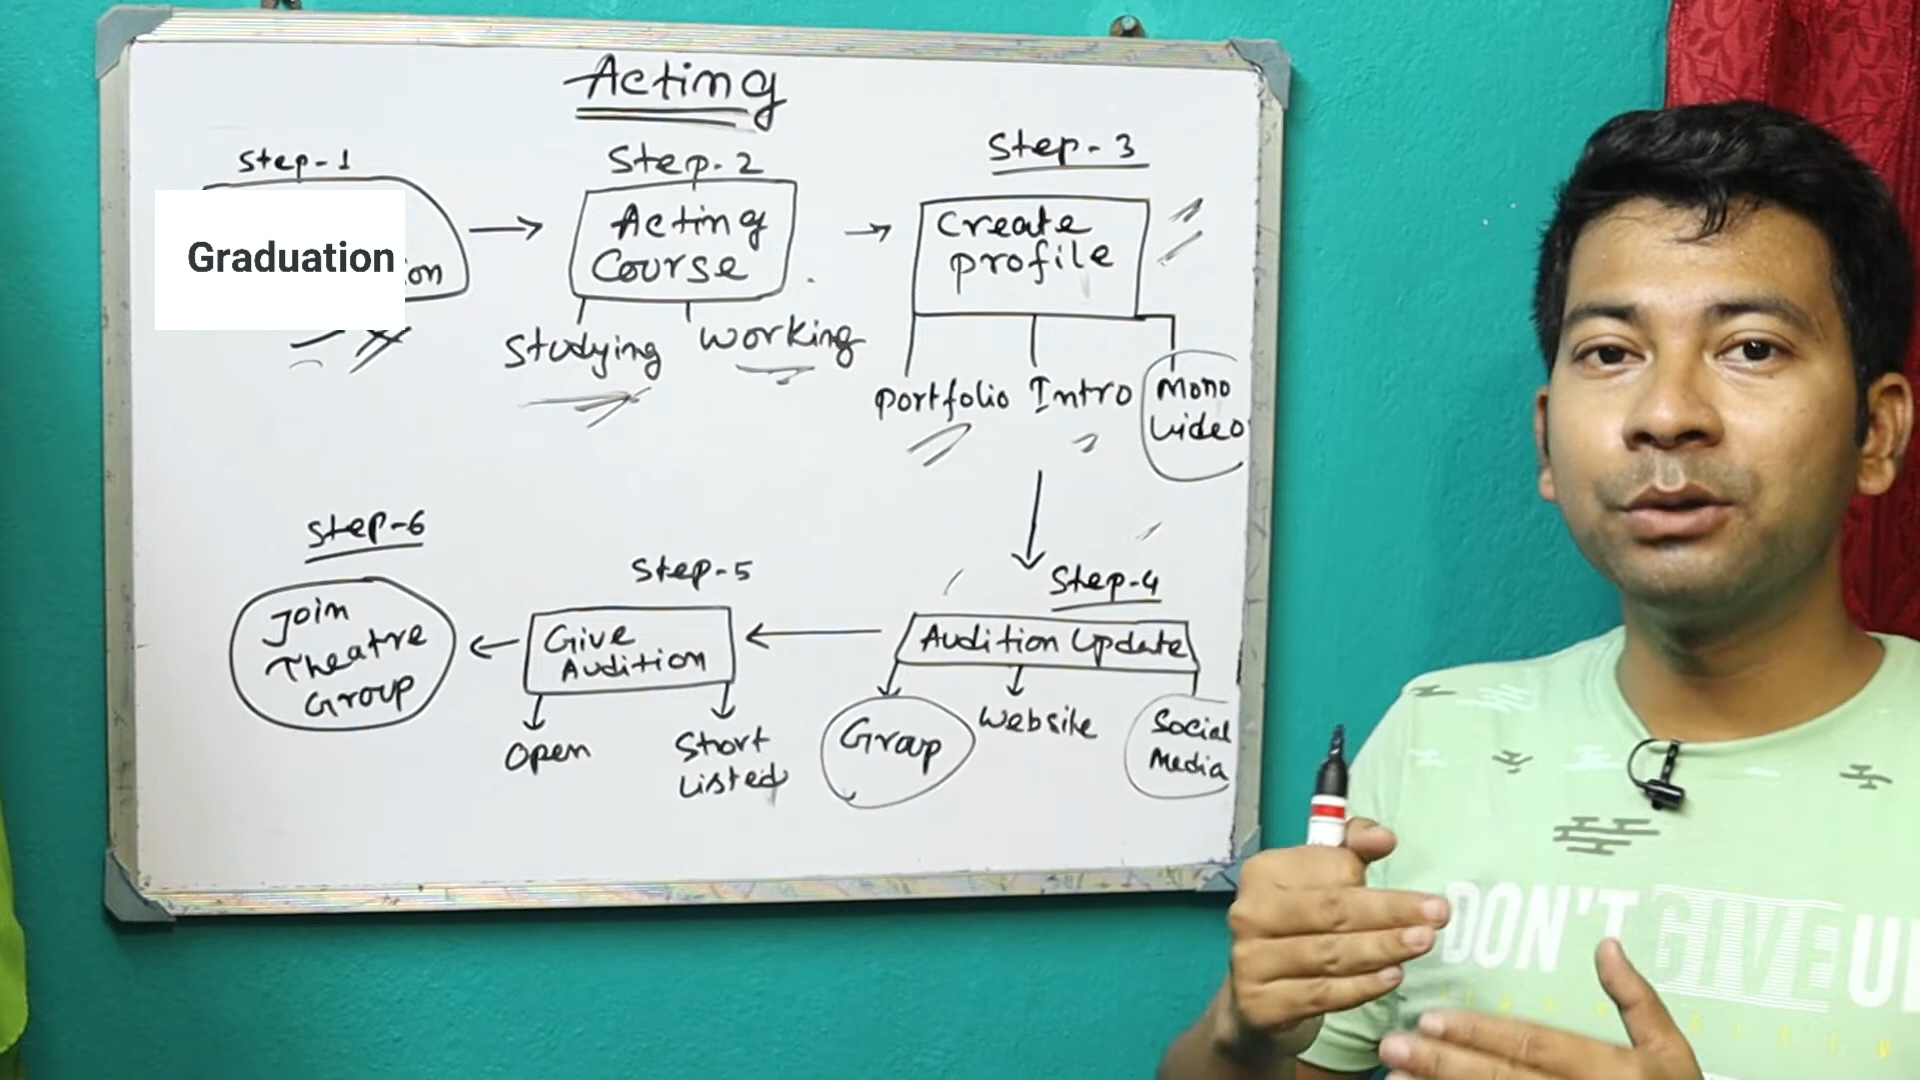 Acting
Step-1
Graduation
on
Step-2
Acting
Course
Studying
Working
Step-3
Create
profile
Portfolio
Intro
Mono
Video
Step-4
Audition Update
Group
Website
Social
Media
Step-5
Give
Audition
Open
Short
Listed
Step-6
Join
Theatre
Group
DON'T GIVE U